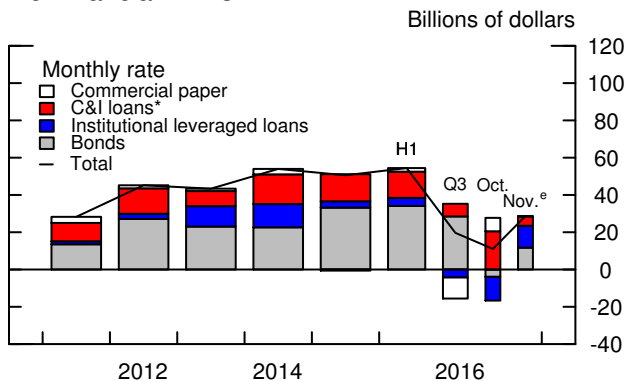 Billions of dollars
Monthly rate
Commercial paper
C&I loans*
Institutional leveraged loans
Bonds
Total
H1
Q3
Oct.
Nov.e
120
100
80
60
40
20
0
-20
-40
2012
2014
2016